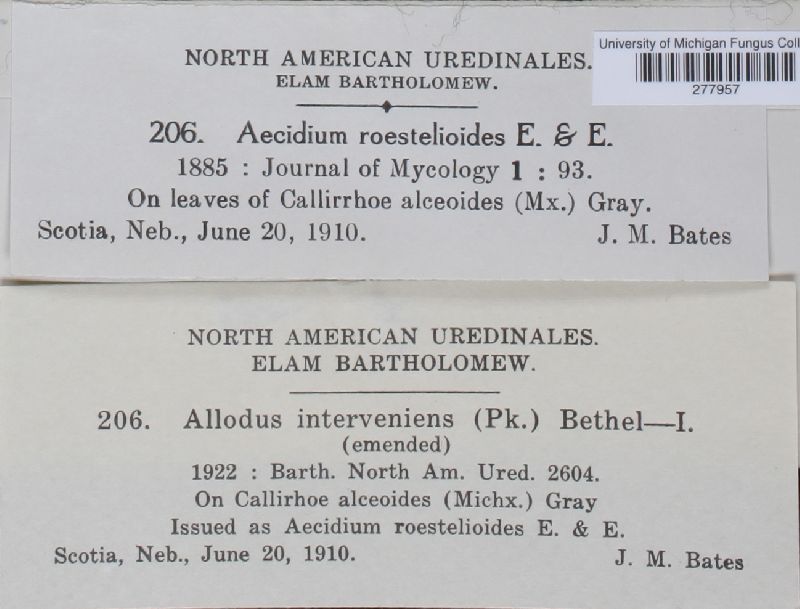 University of Michigan Fungus Coll
277957
NORTH AMERICAN UREDINALES.
ELAM BARTHOLOMEW.
206. Aecidium roestelioides E. & E.
1885 : Journal of Mycology 1 : 93.
On leaves of Callirrhoe alceoides (Mx.) Gray.
Scotia, Neb., June 20, 1910. J. M. Bates
NORTH AMERICAN UREDINALES.
ELAM BARTHOLOMEW.
206. Allodus interveniens (Pk.) Bethel—I.
(emended)
1922 : Barth. North Am. Ured. 2604.
On Callirhoe alceoides (Michx.) Gray
Issued as Aecidium roestelioides E. & E.
Scotia, Neb., June 20, 1910. J. M. Bates